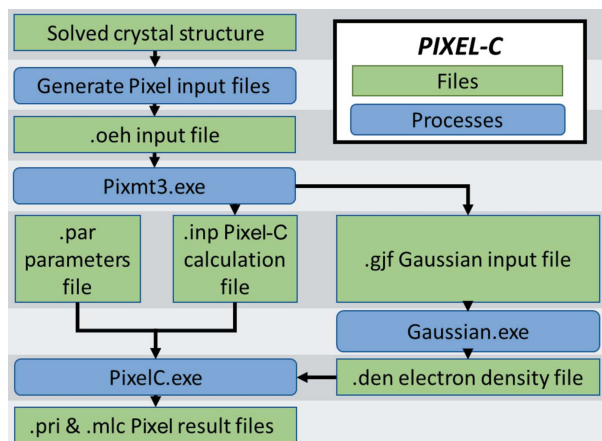 Solved crystal structure
PIXEL-C
Files
Processes
Generate Pixel input files
.oeh input file
Pixmt3.exe
.par
parameters
file
.inp Pixel-C
calculation
file
.gjf Gaussian input file
Gaussian.exe
PixelC.exe
.den electron density file
.pri & .mlc Pixel result files